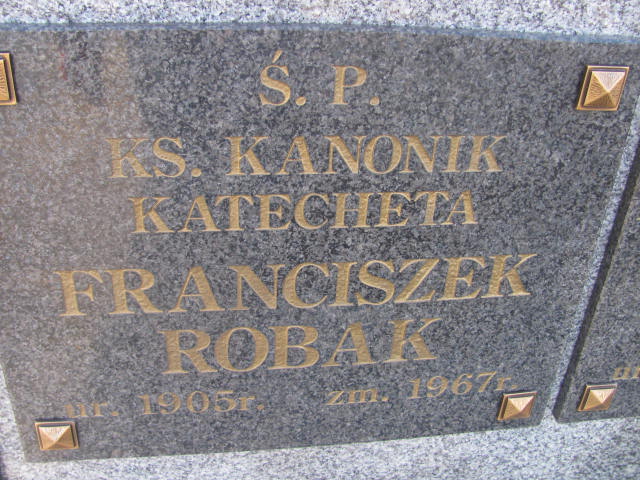 Ś. P.
KS. KANONIK
KATECHETA
FRANCISZEK
ROBAK
ur. 1905r. zm. 1967r.